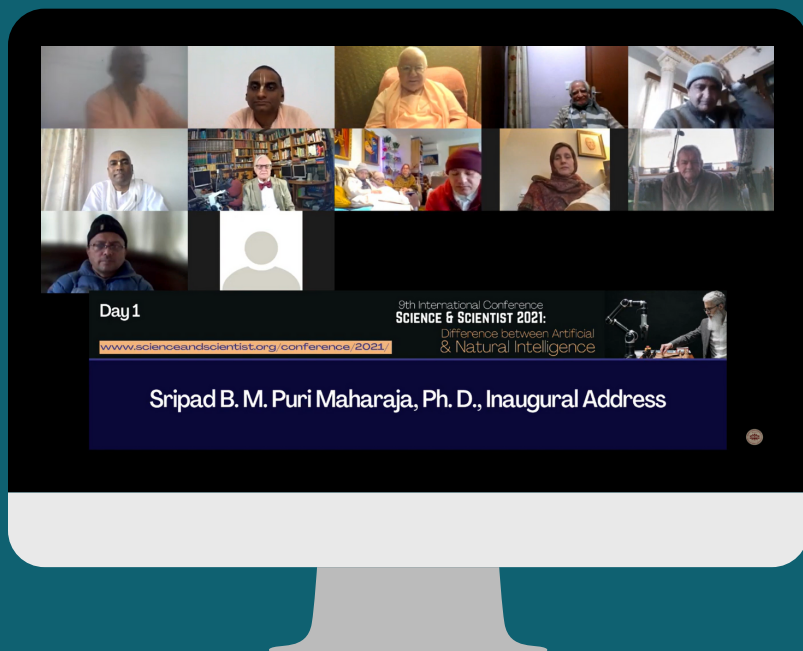 Day 1
www.scienceandscientist.org/conference/2021/
9th International Conference
SCIENCE & SCIENTIST 2021:
Difference between Artificial
& Natural Intelligence
Sripad B. M. Puri Maharaja, Ph. D., Inaugural Address